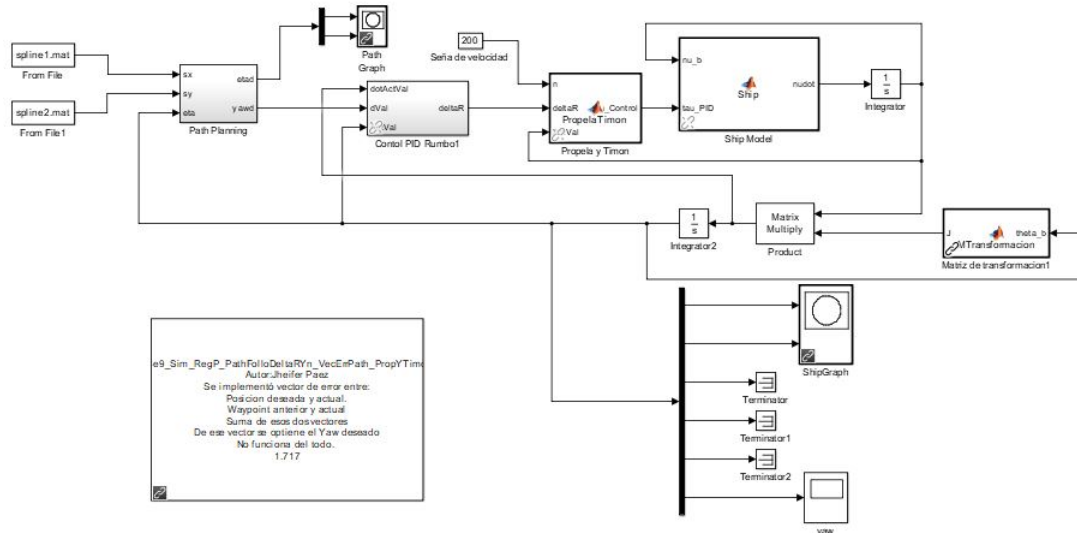 spline1.mat
From File
spline2.mat
From File1
sx
sy
eta
etad
yawd
Path Planning
Path
Graph
dotActVal
dVal
tVal
deltaR
Contol PID Rumbo1
200
Seña de velocidad
n
deltaR
Val
PropelaTimon
_Control
Propela y Timon
nu_b
tau_PID
Ship
nudot
Ship Model
1
s
Integrator
1
s
Integrator2
Matrix
Multiply
Product
J
MTransformacion
theta_b
Matriz de transformacion1
ShipGraph
Terminator
Terminator1
Terminator2
yaw
e9_Sim_RegP_PathFolloDeltaRYn_VecErrPath_PropYTimo
Autor:Jheifer Paez
Se implementó vector de error entre:
Posicion deseada y actual.
Waypoint anterior y actual
Suma de esos dos vectores
De ese vector se optiene el Yaw deseado
No funciona del todo.
1.717